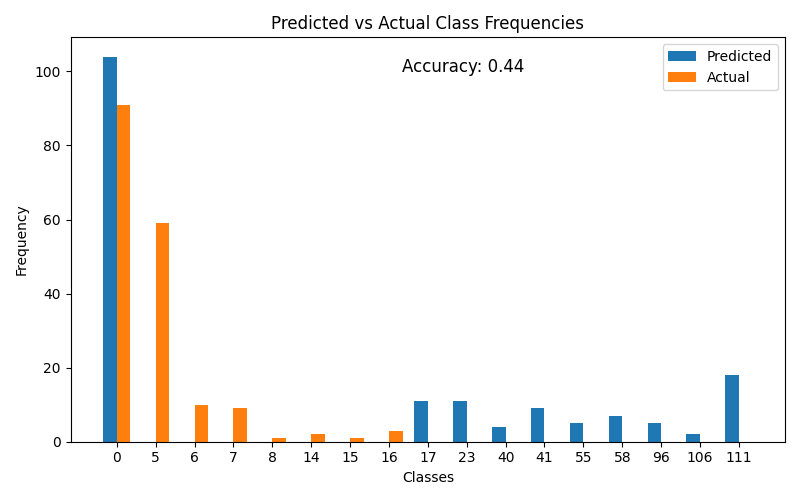 Predicted vs Actual Class Frequencies
Accuracy: 0.44
Predicted
Actual
Frequency
100
80
60
40
20
0
0 5 6 7 8 14 15 16 17 23 40 41 55 58 96 106 111
Classes